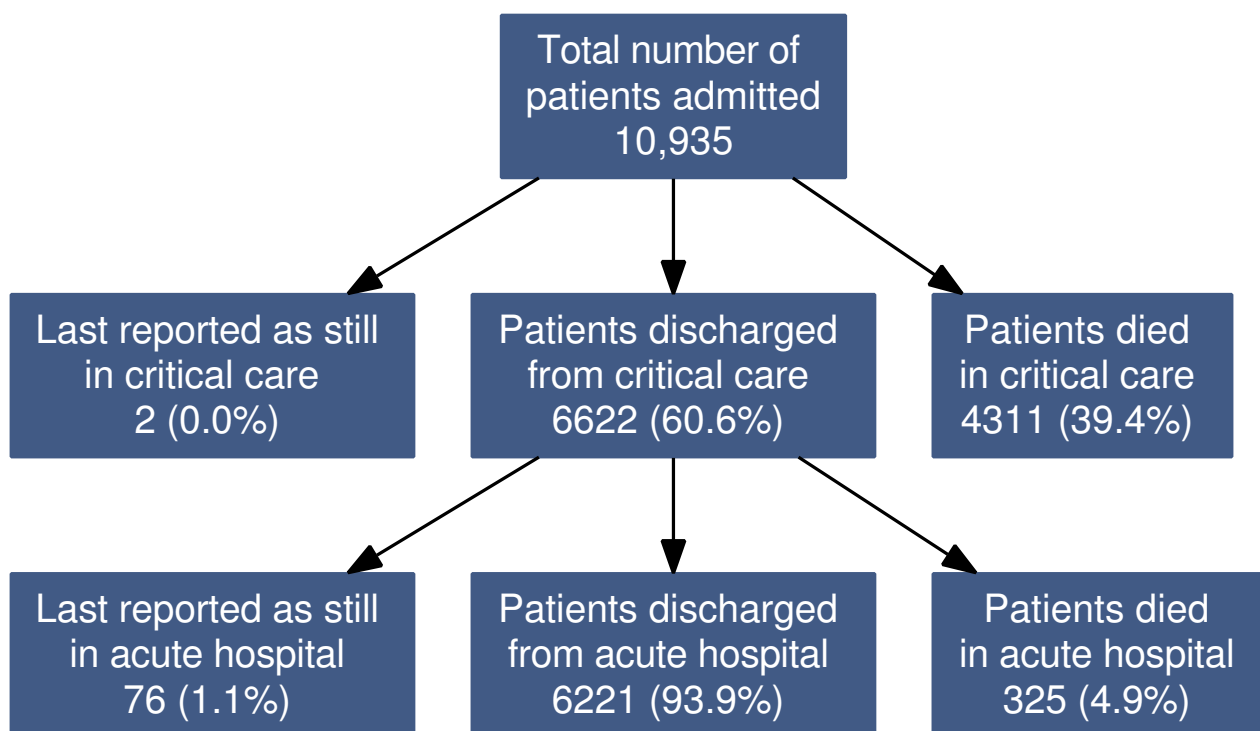 Total number of
patients admitted
10,935
Last reported as still
in critical care
2 (0.0%)
Patients discharged
from critical care
6622 (60.6%)
Patients died
in critical care
4311 (39.4%)
Last reported as still
in acute hospital
76 (1.1%)
Patients discharged
from acute hospital
6221 (93.9%)
Patients died
in acute hospital
325 (4.9%)